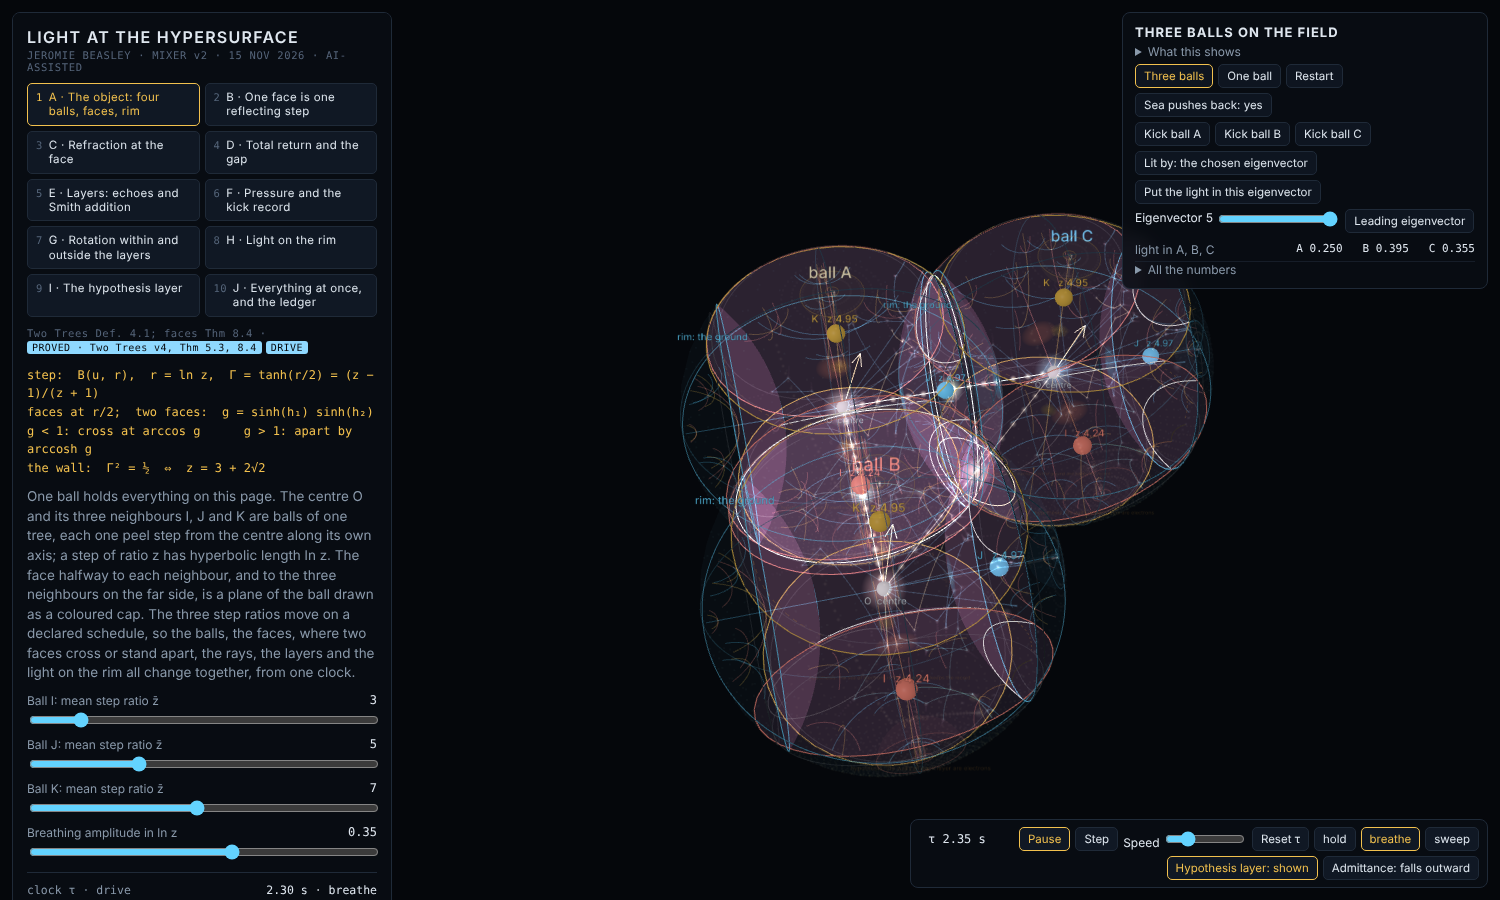 LIGHT AT THE HYPERSURFACE
JEROMIE BEASLEY · MIXER v2 · 15 NOV 2026 · AI-
ASSISTED
1 A · The object: four
balls, faces, rim
2 B · One face is one
reflecting step
3 C · Refraction at the
face
4 D · Total return and the
gap
5 E · Layers: echoes and
Smith addition
6 F · Pressure and the
kick record
7 G · Rotation within and
outside the layers
8 H · Light on the rim
9 I · The hypothesis layer
10 J · Everything at once,
and the ledger
Two Trees Def. 4.1; faces Thm 8.4 ·
PROVED · Two Trees v4, Thm 5.3, 8.4 DRIVE
step: B(u, r), r = ln z, Γ = tanh(r/2) = (z −
1)/(z + 1)
faces at r/2; two faces: g = sinh(h₁) sinh(h₂)
g < 1: cross at arccos g g > 1: apart by
arccosh g
the wall: Γ² = ½ ⇔ z = 3 + 2√2
One ball holds everything on this page. The centre O
and its three neighbours I, J and K are balls of one
tree, each one peel step from the centre along its own
axis; a step of ratio z has hyperbolic length ln z. The
face halfway to each neighbour, and to the three
neighbours on the far side, is a plane of the ball drawn
as a coloured cap. The three step ratios move on a
declared schedule, so the balls, the faces, where two
faces cross or stand apart, the rays, the layers and the
light on the rim all change together, from one clock.
Ball I: mean step ratio z̄ 3
Ball J: mean step ratio z̄ 5
Ball K: mean step ratio z̄ 7
Breathing amplitude in ln z 0.35
clock τ · drive 2.30 s · breathe
THREE BALLS ON THE FIELD
▶ What this shows
Three balls One ball Restart
Sea pushes back: yes
Kick ball A Kick ball B Kick ball C
Lit by: the chosen eigenvector
Put the light in this eigenvector
Eigenvector 5 Leading eigenvector
light in A, B, C A 0.250 B 0.395 C 0.355
▶ All the numbers
ball C
K z 4.95
ball A
K z 4.95
rim: the ground
J z 4.97
ball B
K z 4.95
rim: the ground
J z 4.97
O centre
I z 4.24
τ 2.35 s Pause Step Speed Reset τ hold breathe sweep
Hypothesis layer: shown Admittance: falls outward